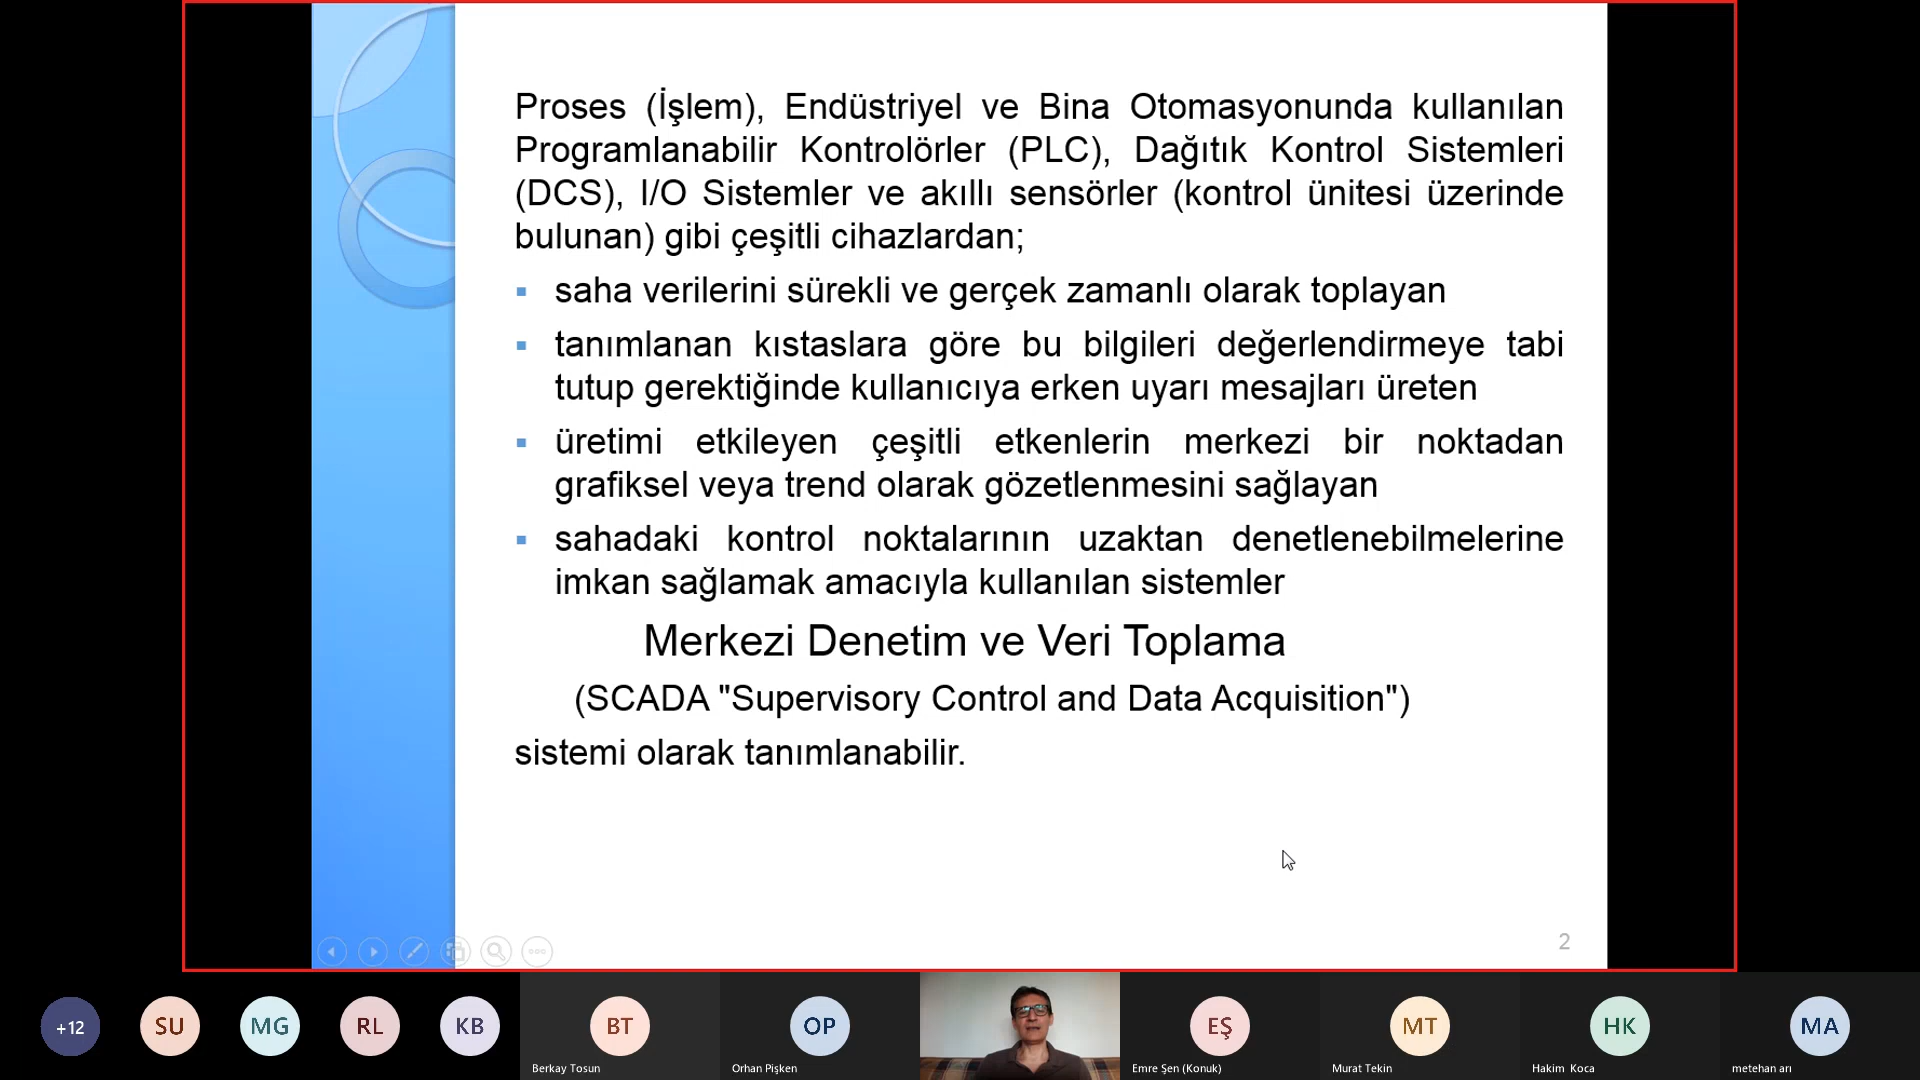 Proses (İşlem), Endüstriyel ve Bina Otomasyonunda kullanılan
Programlanabilir Kontrolörler (PLC), Dağıtık Kontrol Sistemleri
(DCS), I/O Sistemler ve akıllı sensörler (kontrol ünitesi üzerinde
bulunan) gibi çeşitli cihazlardan;
▪ saha verilerini sürekli ve gerçek zamanlı olarak toplayan
▪ tanımlanan kıstaslara göre bu bilgileri değerlendirmeye tabi
tutup gerektiğinde kullanıcıya erken uyarı mesajları üreten
▪ üretimi etkileyen çeşitli etkenlerin merkezi bir noktadan
grafiksel veya trend olarak gözetlenmesini sağlayan
▪ sahadaki kontrol noktalarının uzaktan denetlenebilmelerine
imkan sağlamak amacıyla kullanılan sistemler
Merkezi Denetim ve Veri Toplama
(SCADA "Supervisory Control and Data Acquisition")
sistemi olarak tanımlanabilir.
2
+12 SU MG RL KB BT OP EŞ MT HK MA
Berkay Tosun Orhan Pişken Emre Şen (Konuk) Murat Tekin Hakim Koca metehan arı